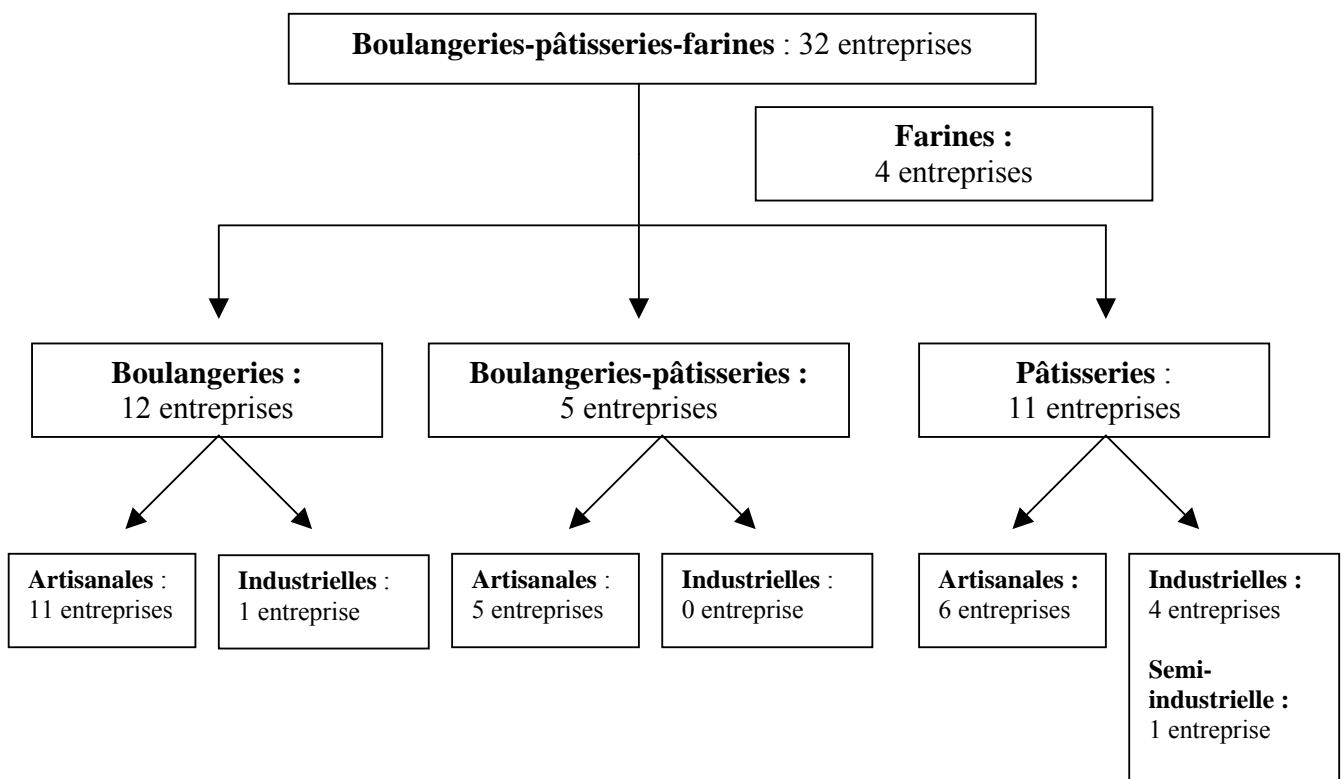 Boulangeries-pâtisseries-farines : 32 entreprises
Farines :
4 entreprises
Boulangeries :
12 entreprises
Boulangeries-pâtisseries :
5 entreprises
Pâtisseries :
11 entreprises
Artisanales :
11 entreprises
Industrielles :
1 entreprise
Artisanales :
5 entreprises
Industrielles :
0 entreprise
Artisanales :
6 entreprises
Industrielles :
4 entreprises
Semi-
industrielle :
1 entreprise